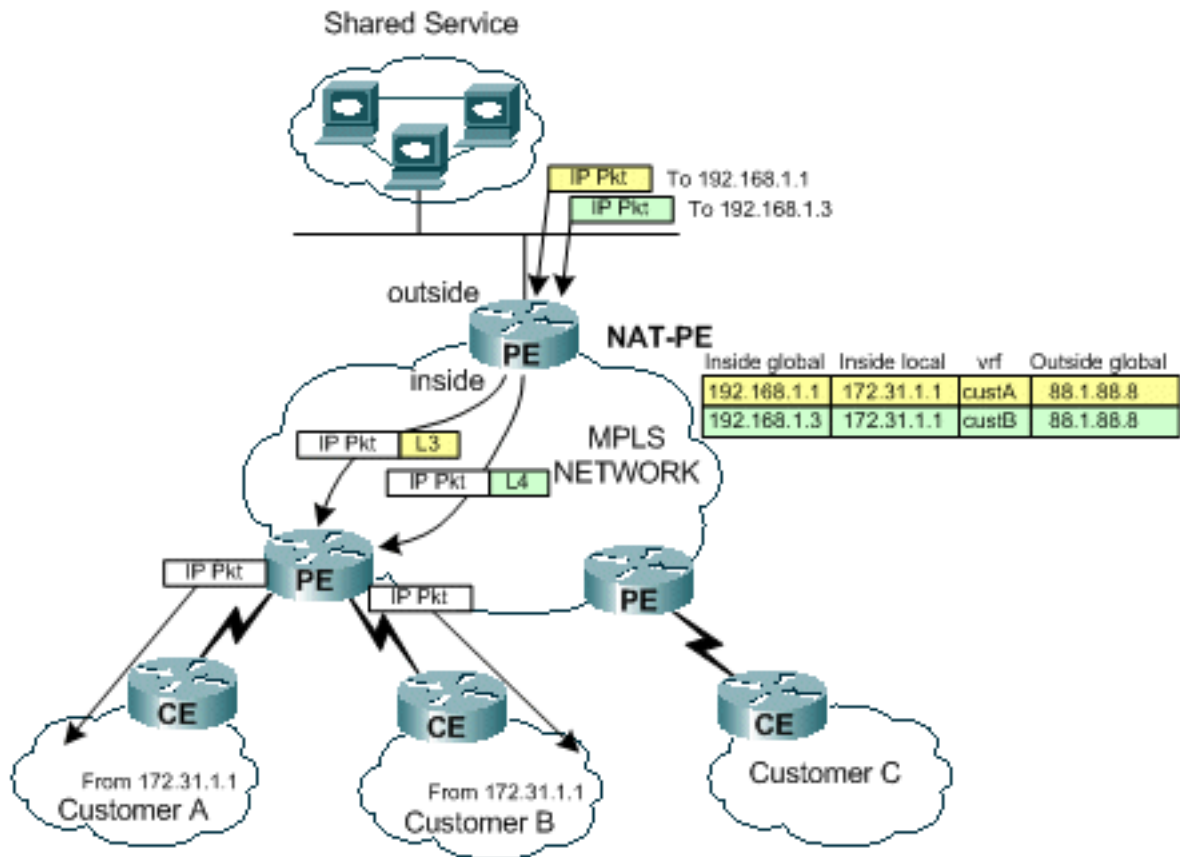 Shared Service
IP Pkt To 192.168.1.1
IP Pkt To 192.168.1.3
outside
PE
NAT-PE
inside
Inside global Inside local vrf Outside global
192.168.1.1 172.31.1.1 custA 88.1.88.8
192.168.1.3 172.31.1.1 custB 88.1.88.8
IP Pkt L3
MPLS
NETWORK
IP Pkt L4
IP Pkt
PE
IP Pkt
PE
CE
CE
CE
From 172.31.1.1
Customer A
From 172.31.1.1
Customer B
Customer C